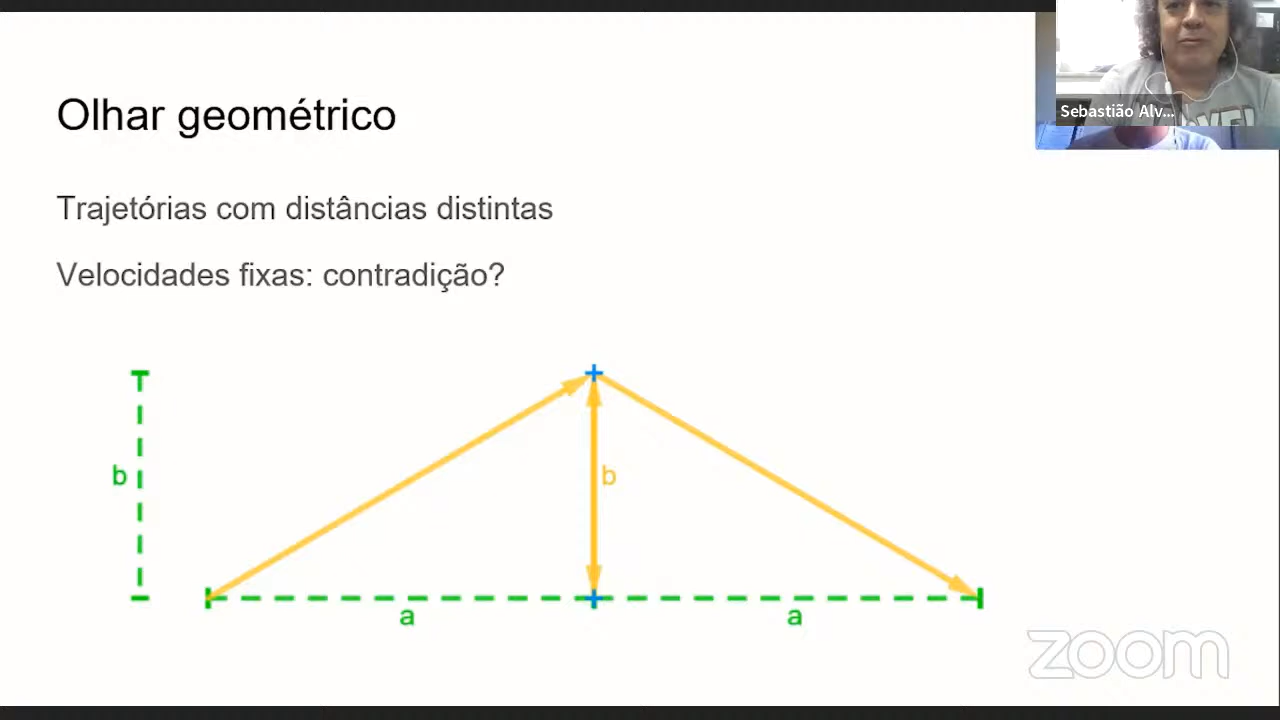 Olhar geométrico
Sebastião Alv...
Trajetórias com distâncias distintas
Velocidades fixas: contradição?
b
b
a
a
zoom